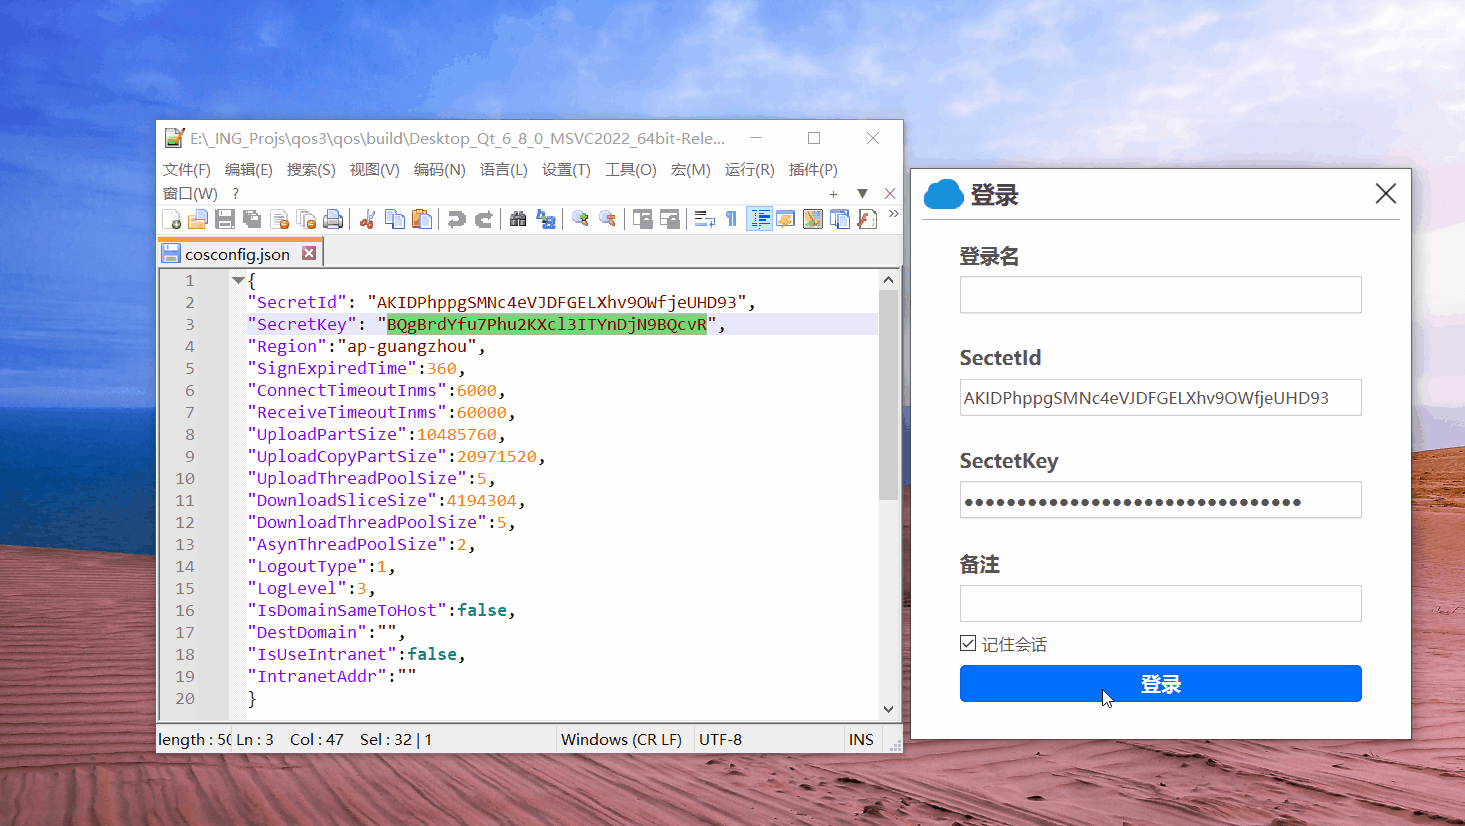 E:\_ING_Projs\qos3\qos\build\Desktop_Qt_6_8_0_MSVC2022_64bit-Rele...
文件(F) 编辑(E) 搜索(S) 视图(V) 编码(N) 语言(L) 设置(T) 工具(O) 宏(M) 运行(R) 插件(P)
窗口(W) ?
cosconfig.json
1 {
2 "SecretId": "AKIDPhppgSMNc4eVJDFGELXhv9OWfjeUHD93",
3 "SecretKey": "BQgBrdYfu7Phu2KXcl3ITYnDjN9BQcvR",
4 "Region":"ap-guangzhou",
5 "SignExpiredTime":360,
6 "ConnectTimeoutInms":6000,
7 "ReceiveTimeoutInms":60000,
8 "UploadPartSize":10485760,
9 "UploadCopyPartSize":20971520,
10 "UploadThreadPoolSize":5,
11 "DownloadSliceSize":4194304,
12 "DownloadThreadPoolSize":5,
13 "AsynThreadPoolSize":2,
14 "LogoutType":1,
15 "LogLevel":3,
16 "IsDomainSameToHost":false,
17 "DestDomain":"",
18 "IsUseIntranet":false,
19 "IntranetAddr":""
20 }
length : 50 Ln : 3 Col : 47 Sel : 32 | 1 Windows (CR LF) UTF-8 INS
登录
登录名
SectetId
AKIDPhppgSMNc4eVJDFGELXhv9OWfjeUHD93
SectetKey
●●●●●●●●●●●●●●●●●●●●●●●●●●●●●●●●
备注
记住会话
登录